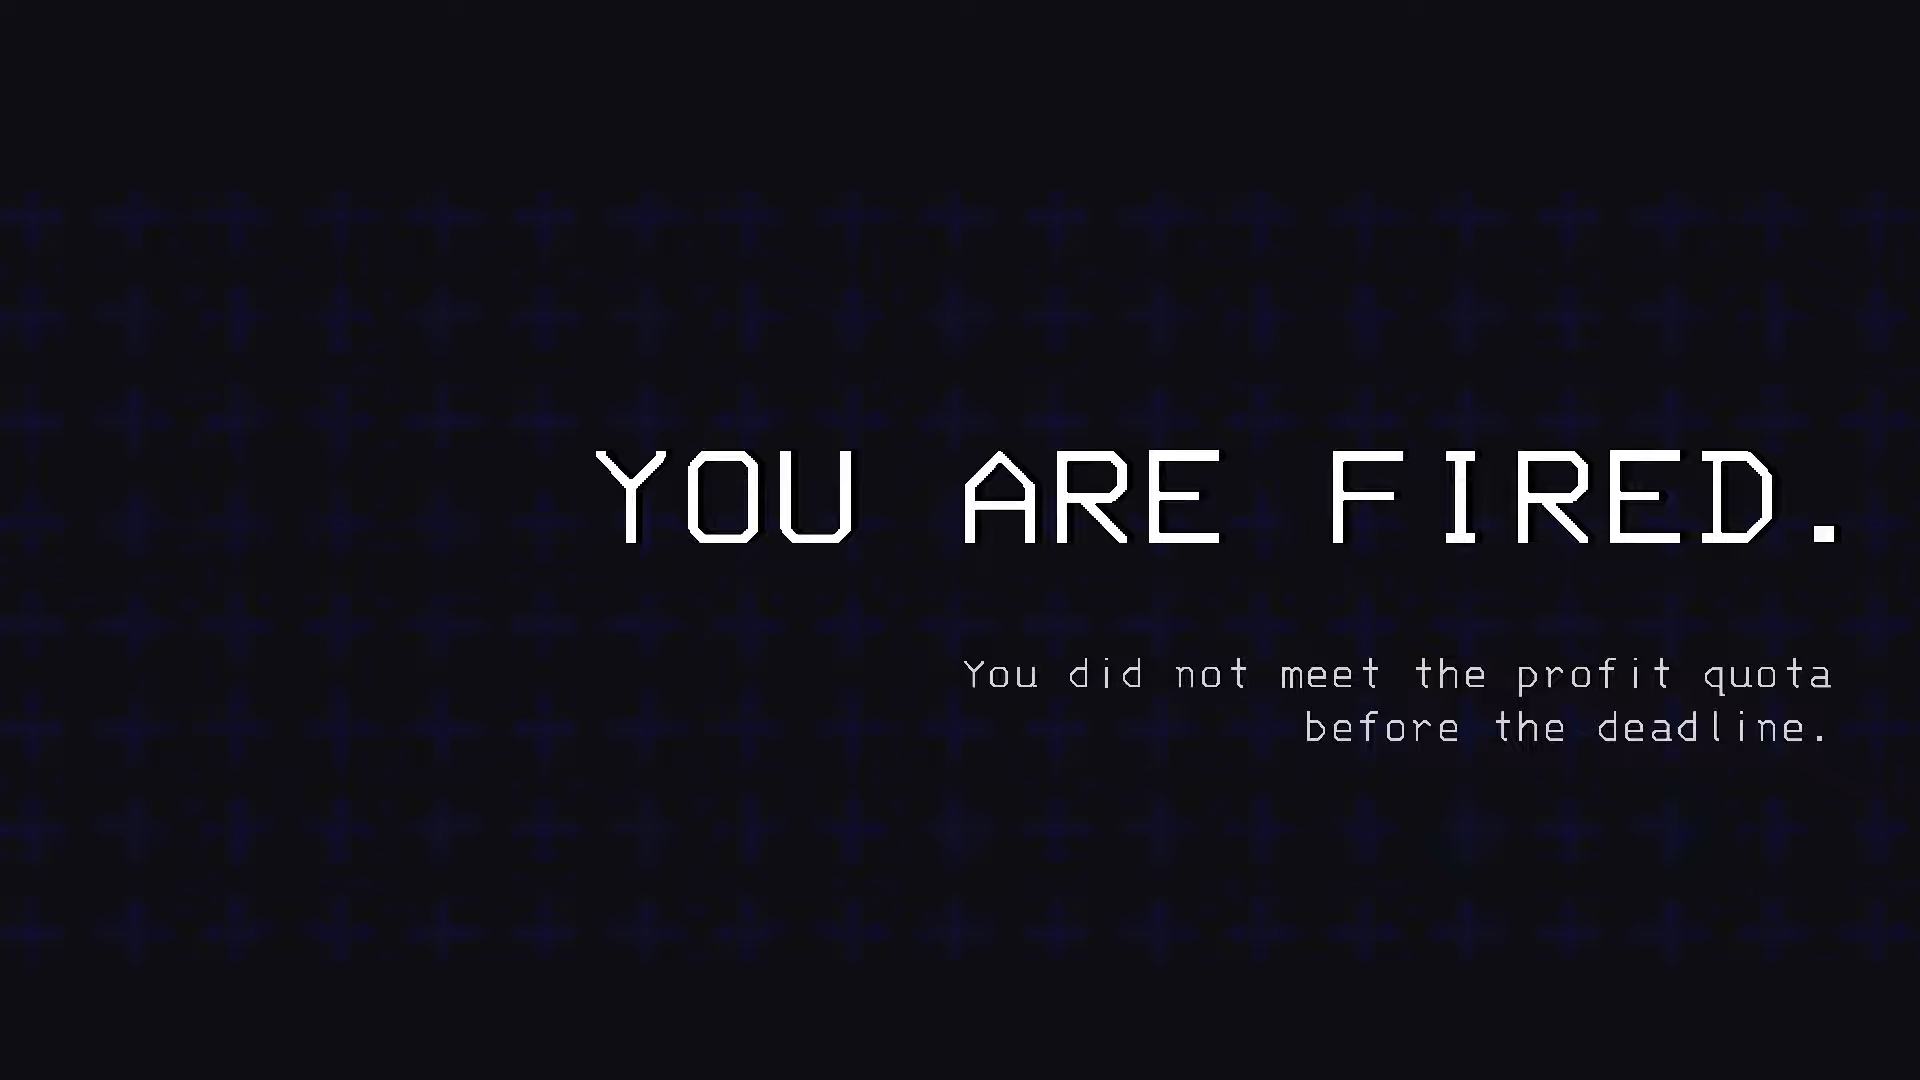 YOU ARE FIRED.
You did not meet the profit quota
before the deadline.